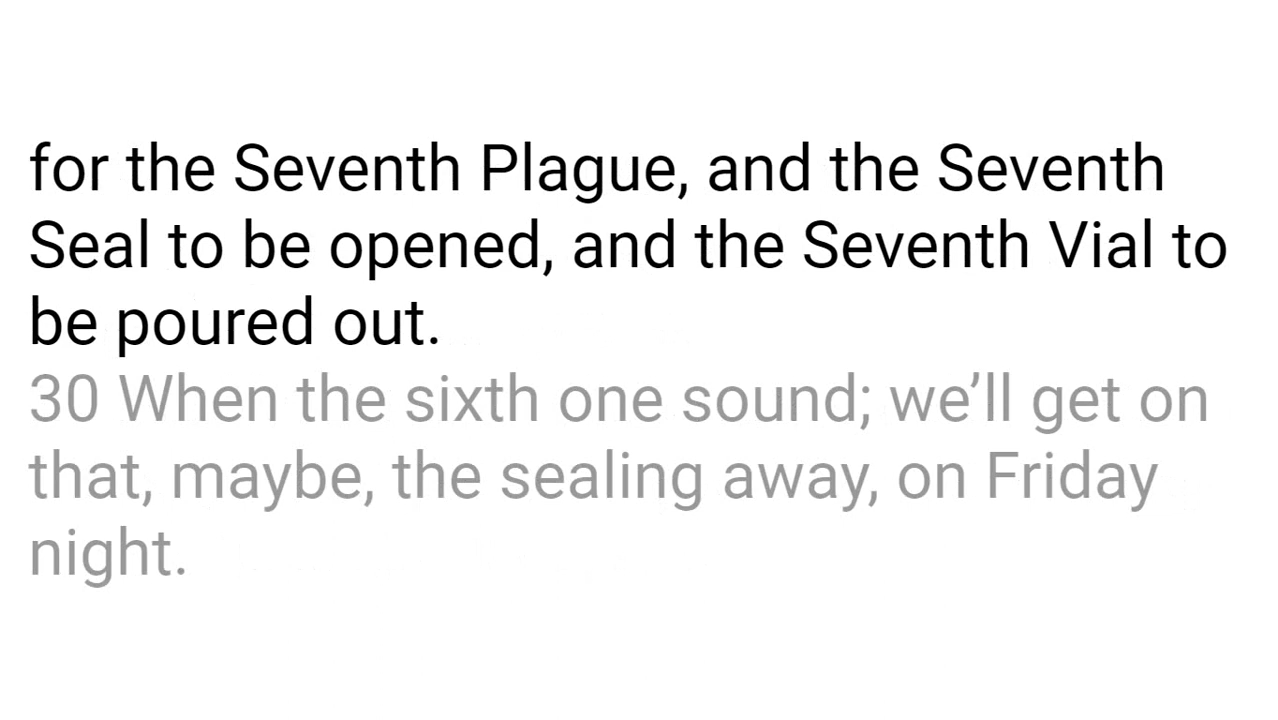 for the Seventh Plague, and the Seventh
Seal to be opened, and the Seventh Vial to
be poured out.
30 When the sixth one sound; we’ll get on
that, maybe, the sealing away, on Friday
night.